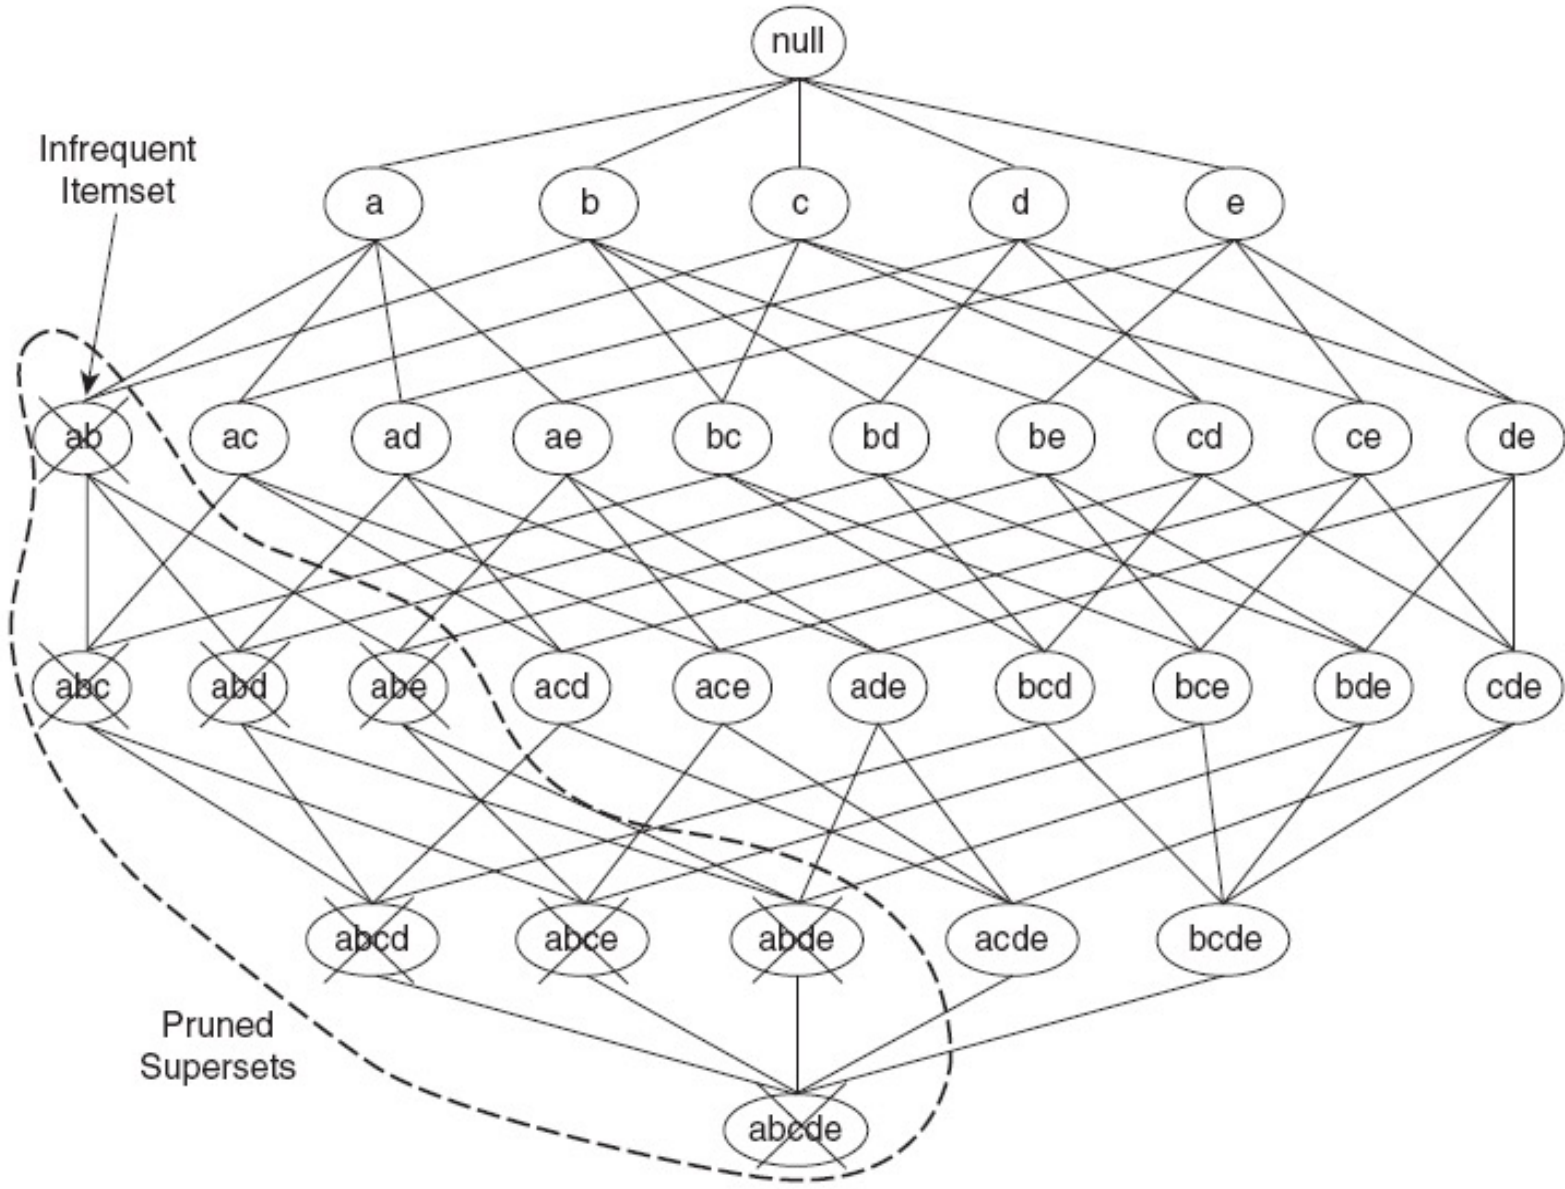 null
Infrequent
Itemset
a
b
c
d
e
ab
ac
ad
ae
bc
bd
be
cd
ce
de
abc
abd
abe
acd
ace
ade
bcd
bce
bde
cde
abcd
abce
abde
acde
bcde
Pruned
Supersets
abcde